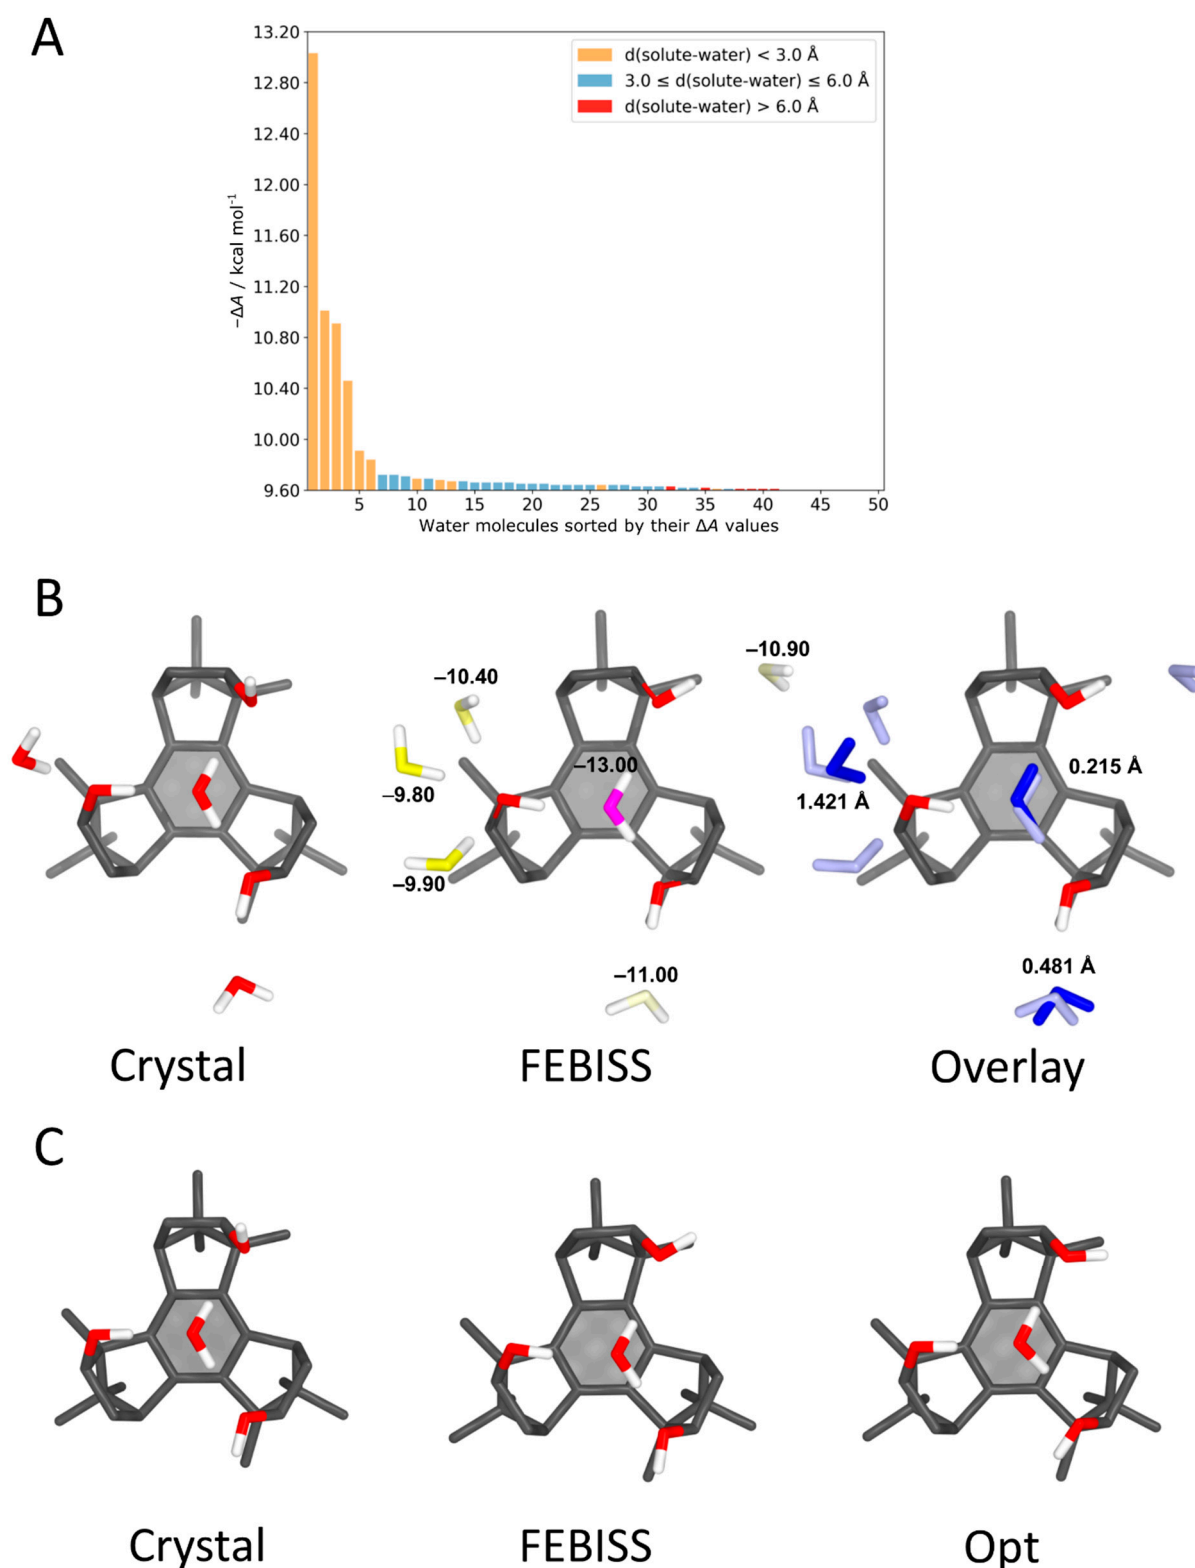 A
13.20
12.80
12.40
12.00
11.60
11.20
10.80
10.40
10.00
9.60
−ΔA / kcal mol⁻¹
d(solute-water) < 3.0 Å
3.0 ≤ d(solute-water) ≤ 6.0 Å
d(solute-water) > 6.0 Å
5 10 15 20 25 30 35 40 45 50
Water molecules sorted by their ΔA values
B
–10.90
–10.40
–13.00
0.215 Å
–9.80
1.421 Å
–9.90
–11.00
0.481 Å
Crystal
FEBISS
Overlay
C
Crystal
FEBISS
Opt